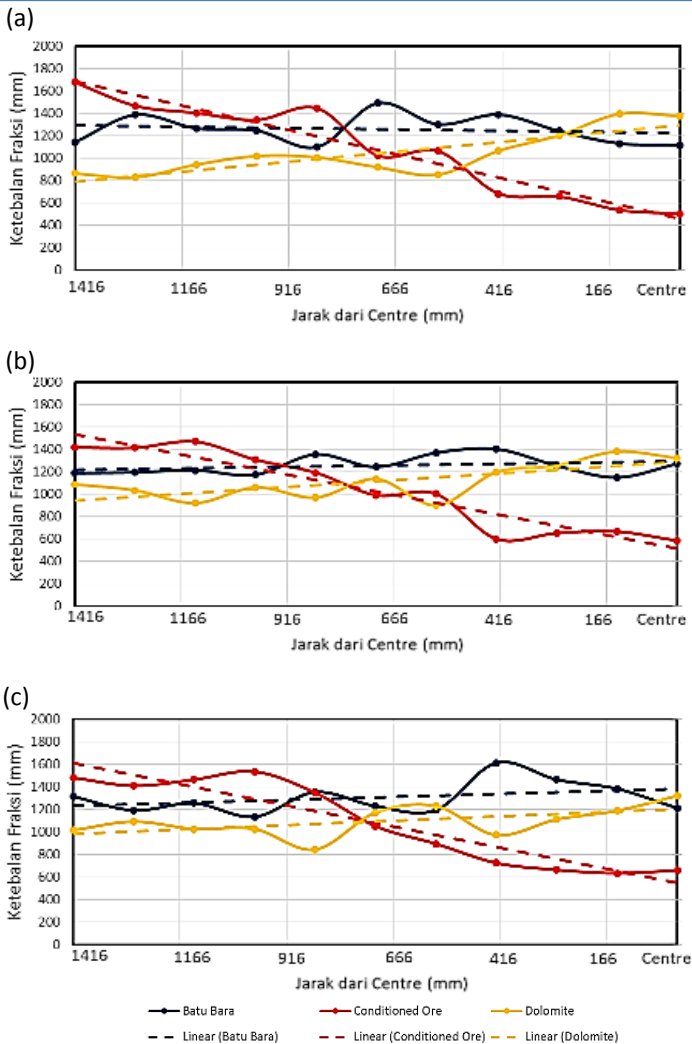 (a)
Ketebalan Fraksi (mm)
2000
1800
1600
1400
1200
1000
800
600
400
200
0
1416 1166 916 666 416 166 Centre
Jarak dari Centre (mm)
(b)
Ketebalan Fraksi (mm)
2000
1800
1600
1400
1200
1000
800
600
400
200
0
1416 1166 916 666 416 166 Centre
Jarak dari Centre (mm)
(c)
Ketebalan Fraksi (mm)
2000
1800
1600
1400
1200
1000
800
600
400
200
0
1416 1166 916 666 416 166 Centre
Jarak dari Centre (mm)
Batu Bara Conditioned Ore Dolomite
Linear (Batu Bara) Linear (Conditioned Ore) Linear (Dolomite)